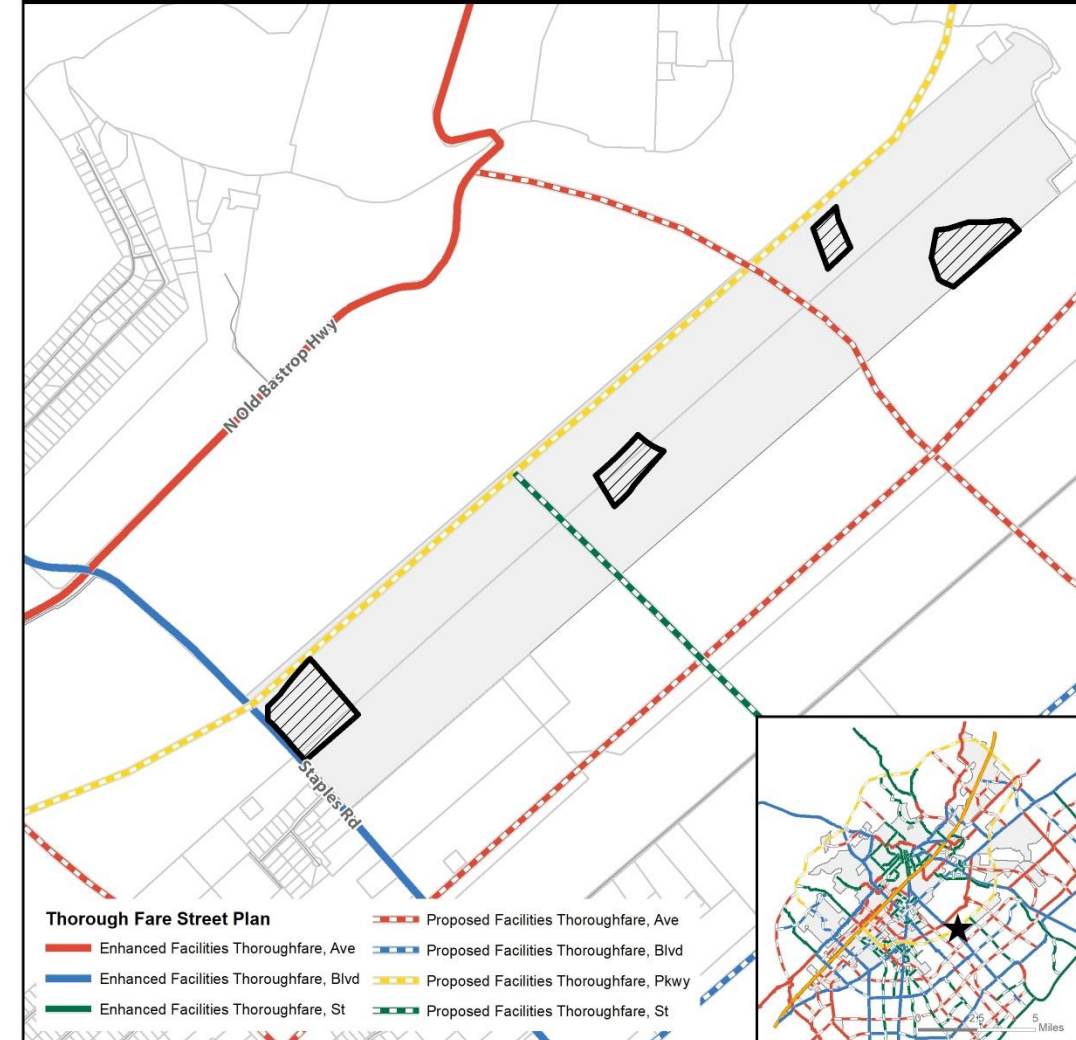 N Old Bastrop Hwy
Staples Rd
Thorough Fare Street Plan
Enhanced Facilities Thoroughfare, Ave
Enhanced Facilities Thoroughfare, Blvd
Enhanced Facilities Thoroughfare, St
Proposed Facilities Thoroughfare, Ave
Proposed Facilities Thoroughfare, Blvd
Proposed Facilities Thoroughfare, Pkwy
Proposed Facilities Thoroughfare, St
0 2.5 5
Miles